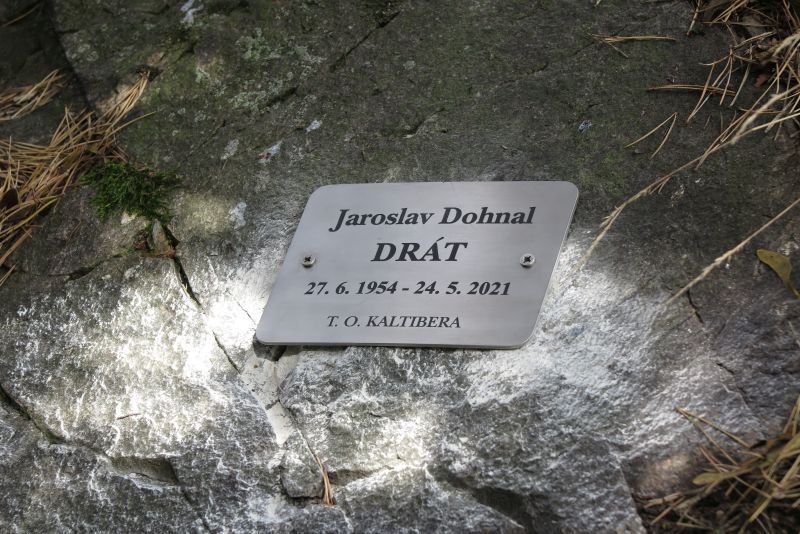 Jaroslav Dohnal
DRÁT
27. 6. 1954 - 24. 5. 2021
T. O. KALTIBERA